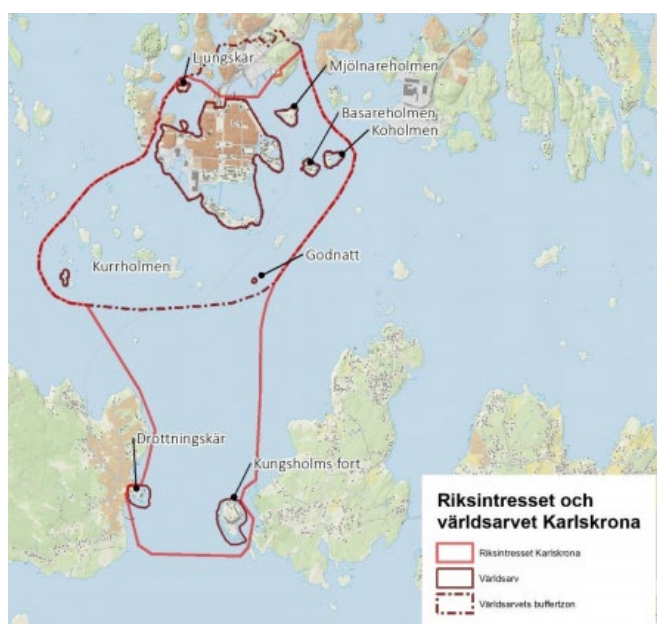 Ljungskär
Mjölnareholmen
Basareholmen
Koholmen
Kurrholmen
Godnatt
Drottningskär
Kungsholms fort
Riksintresset och
världsarvet Karlskrona
Riksintresset Karlskrona
Världsarv
Världsarvets buffertzon